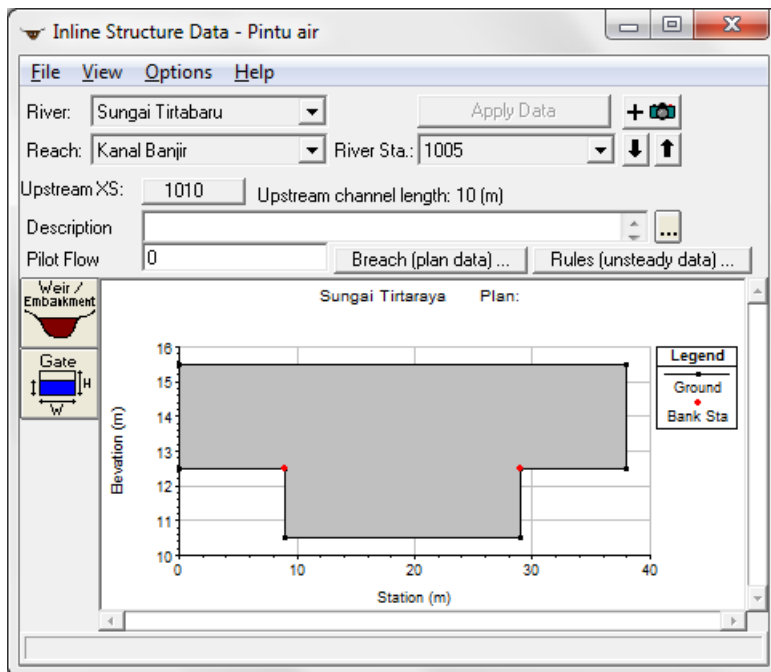 Inline Structure Data - Pintu air
File View Options Help
River: Sungai Tirtabaru Apply Data +
Reach: Kanal Banjir River Sta.: 1005
Upstream XS: 1010 Upstream channel length: 10 (m)
Description ...
Pilot Flow 0 Breach (plan data) ... Rules (unsteady data) ...
Weir / Embankment
Gate
H
W
Sungai Tirtaraya Plan:
Elevation (m)
16
15
14
13
12
11
10
0 10 20 30 40
Station (m)
Legend
Ground
Bank Sta